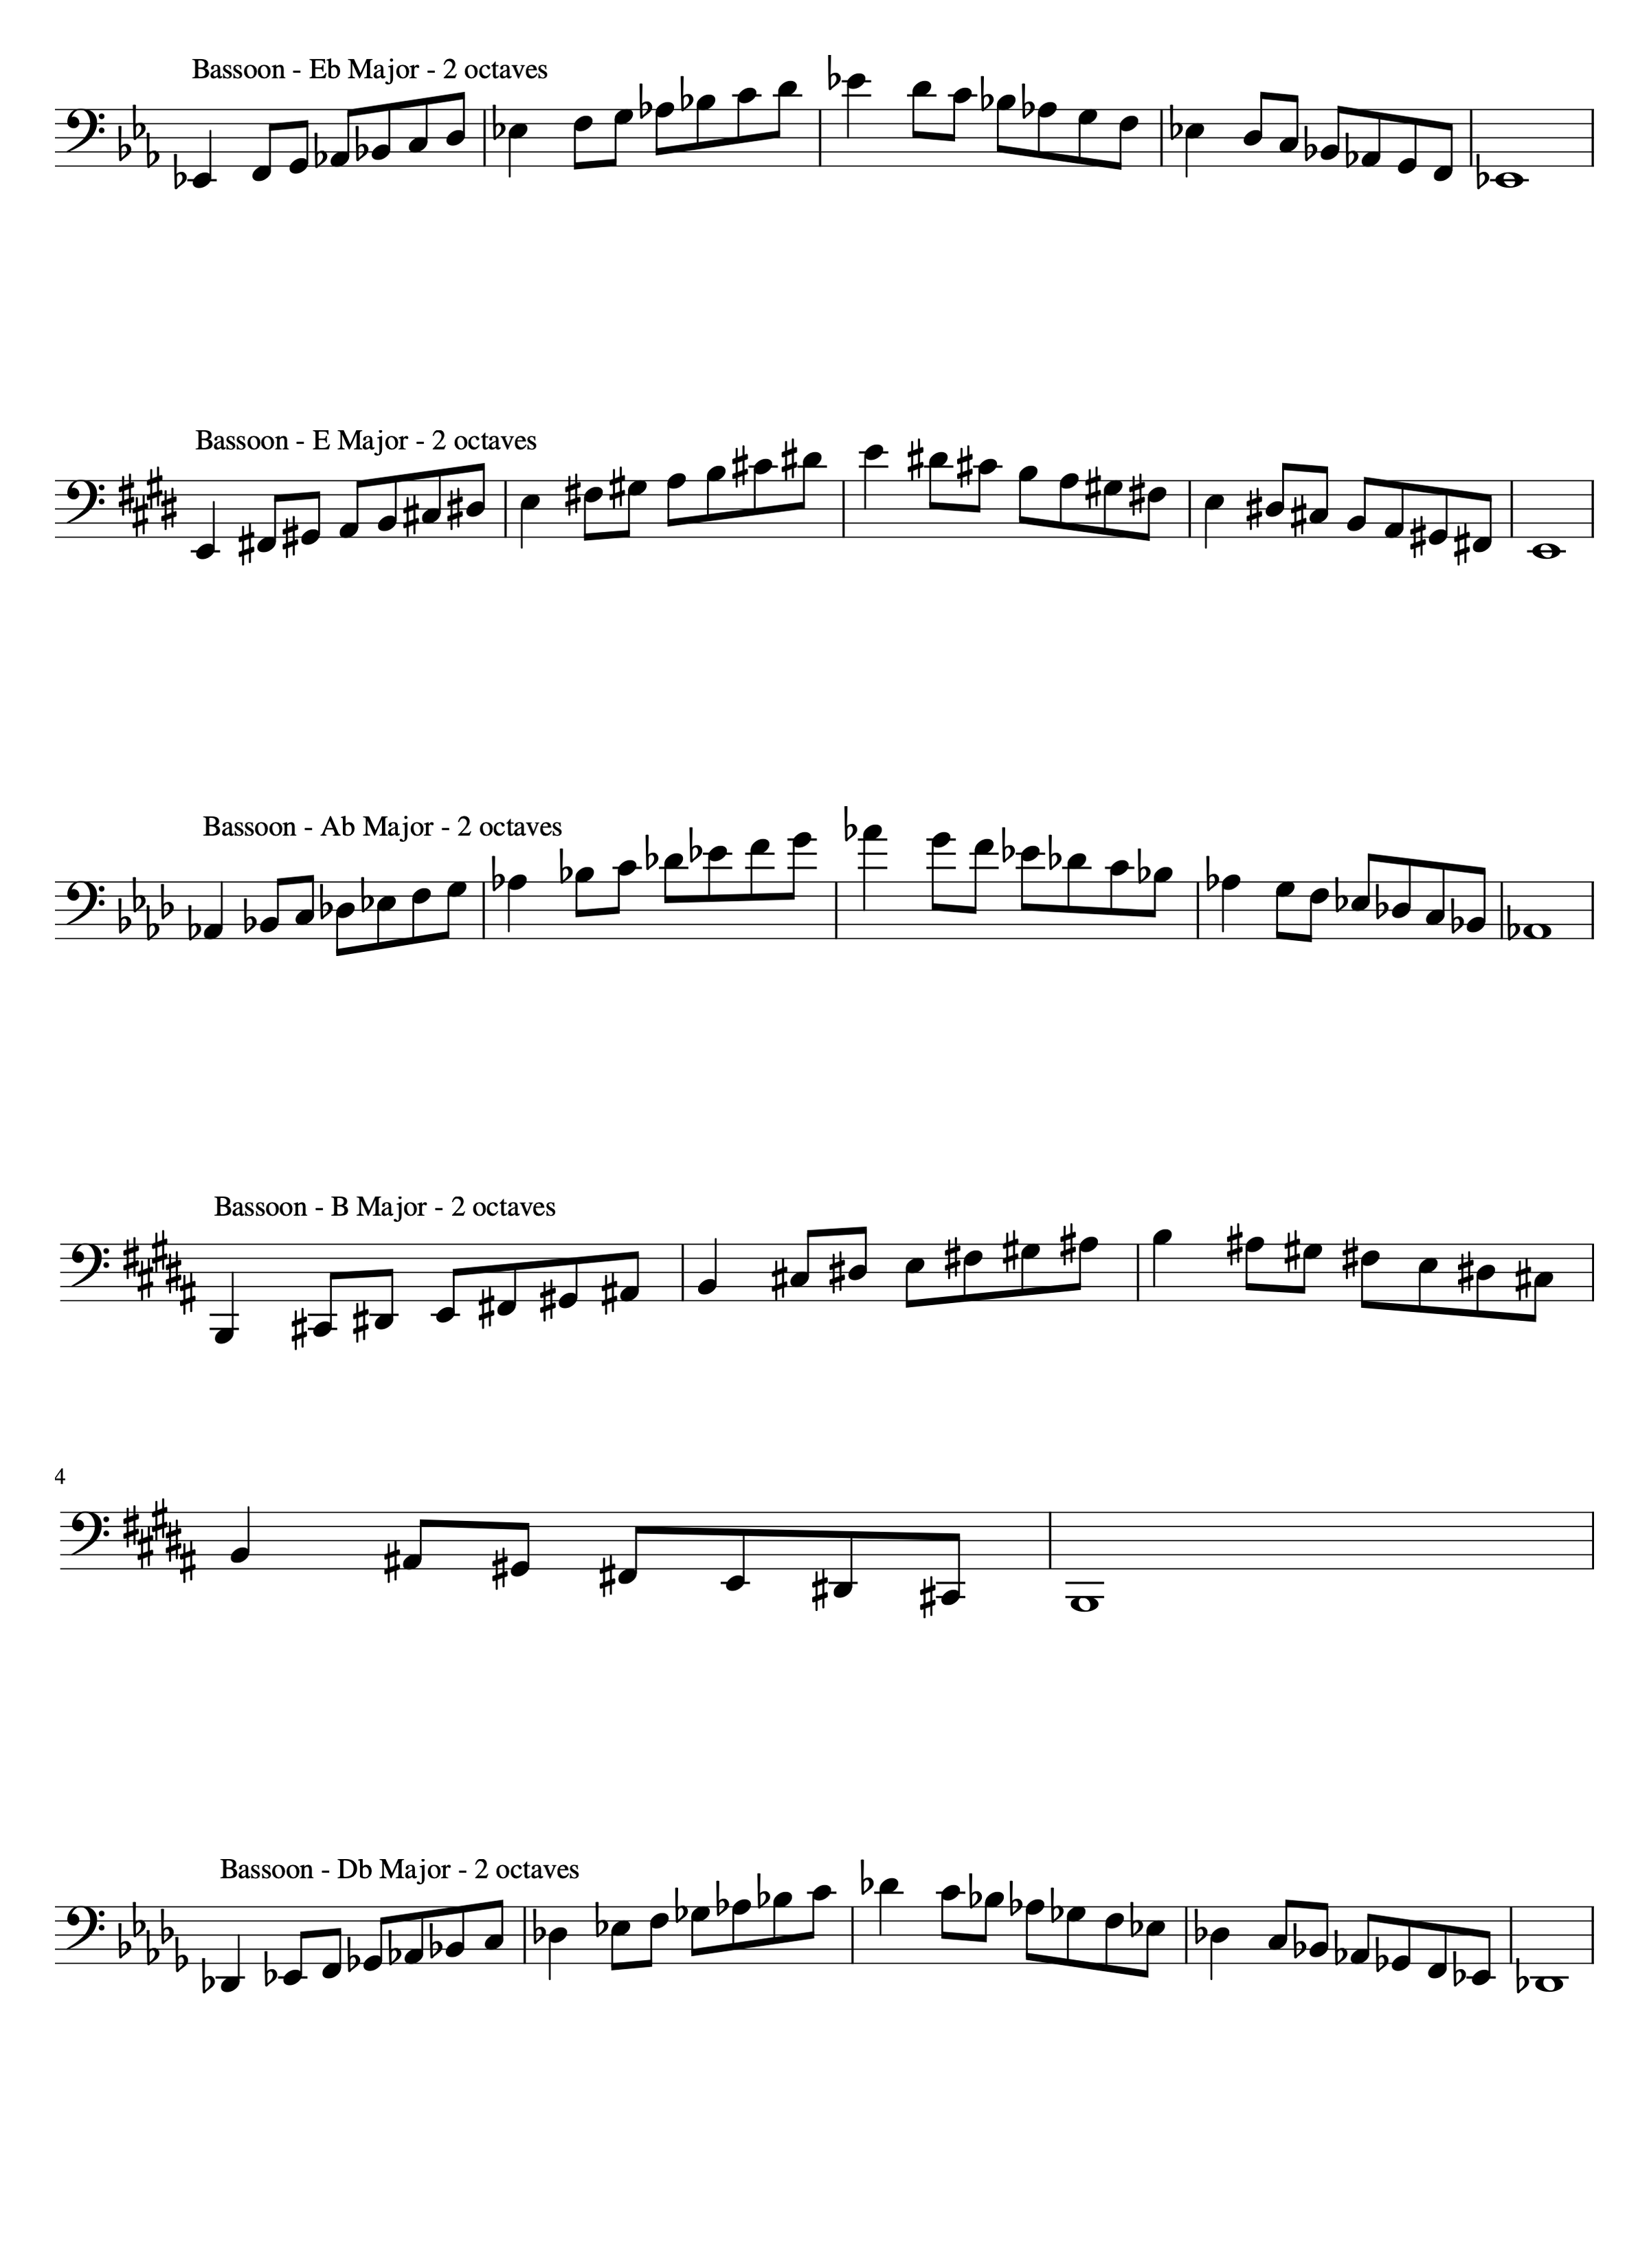 Bassoon - Eb Major - 2 octaves
Bassoon - E Major - 2 octaves
Bassoon - Ab Major - 2 octaves
Bassoon - B Major - 2 octaves
4
Bassoon - Db Major - 2 octaves